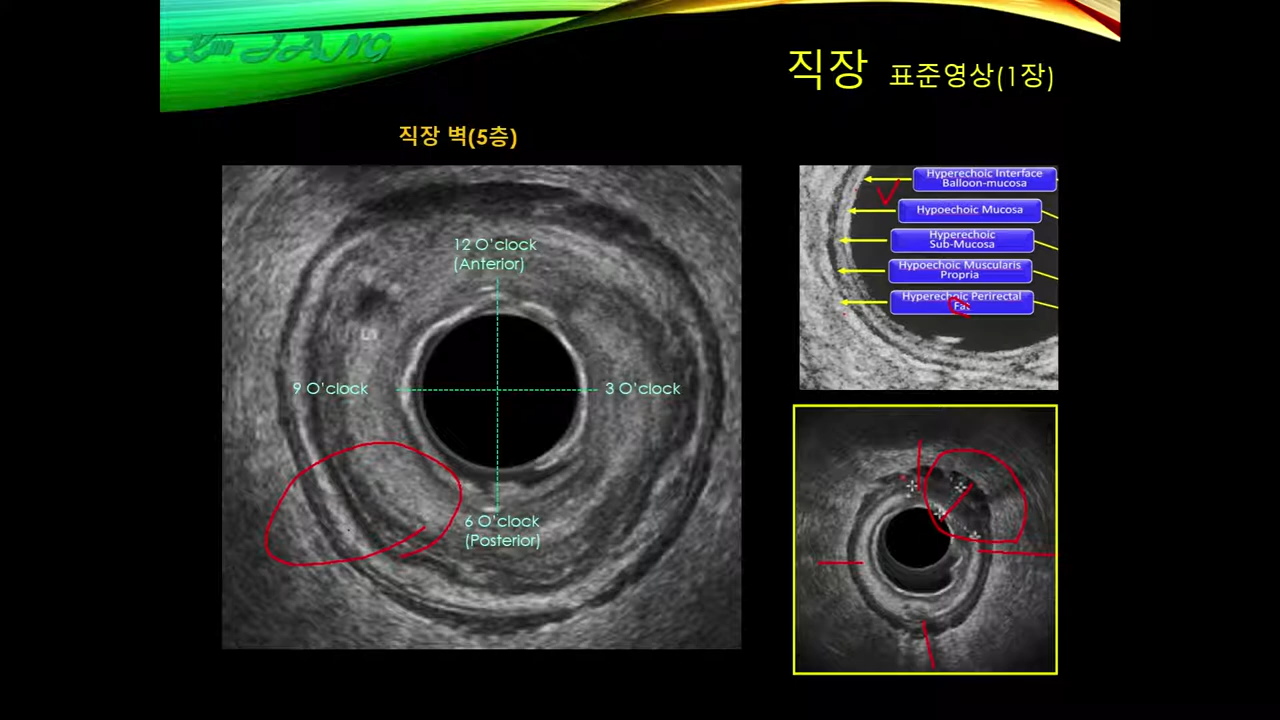 Km JANG
직장 표준영상(1장)
직장 벽(5층)
12 O'clock
(Anterior)
9 O'clock
3 O'clock
6 O'clock
(Posterior)
Hyperechoic Interface
Balloon-mucosa
Hypoechoic Mucosa
Hyperechoic
Sub-Mucosa
Hypoechoic Muscularis
Propria
Hyperechoic Perirectal
Fat